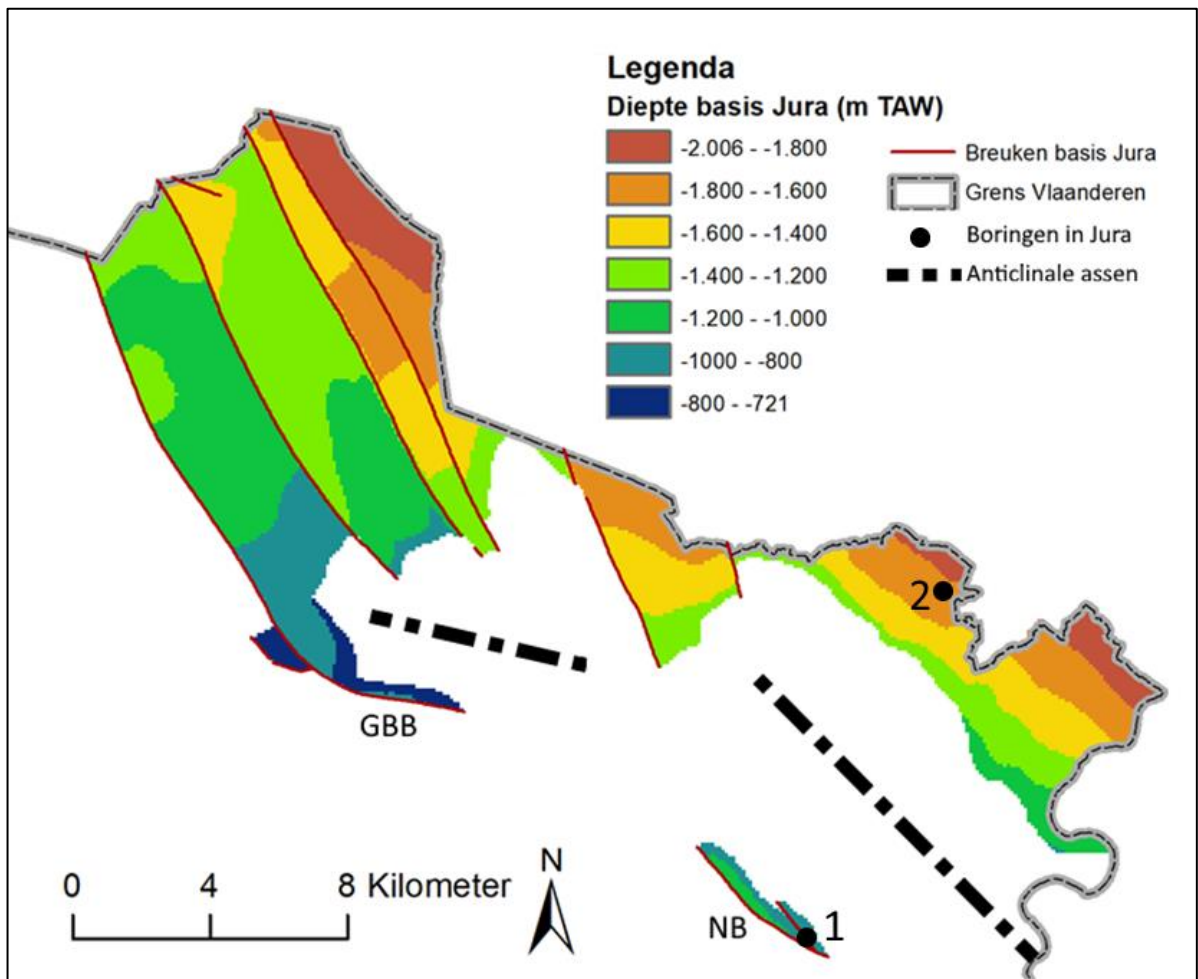 Legenda
Diepte basis Jura (m TAW)
-2.006 - -1.800
-1.800 - -1.600
-1.600 - -1.400
-1.400 - -1.200
-1.200 - -1.000
-1000 - -800
-800 - -721
Breuken basis Jura
Grens Vlaanderen
Boringen in Jura
Anticlinale assen
2
GBB
N
0 4 8 Kilometer
NB
1